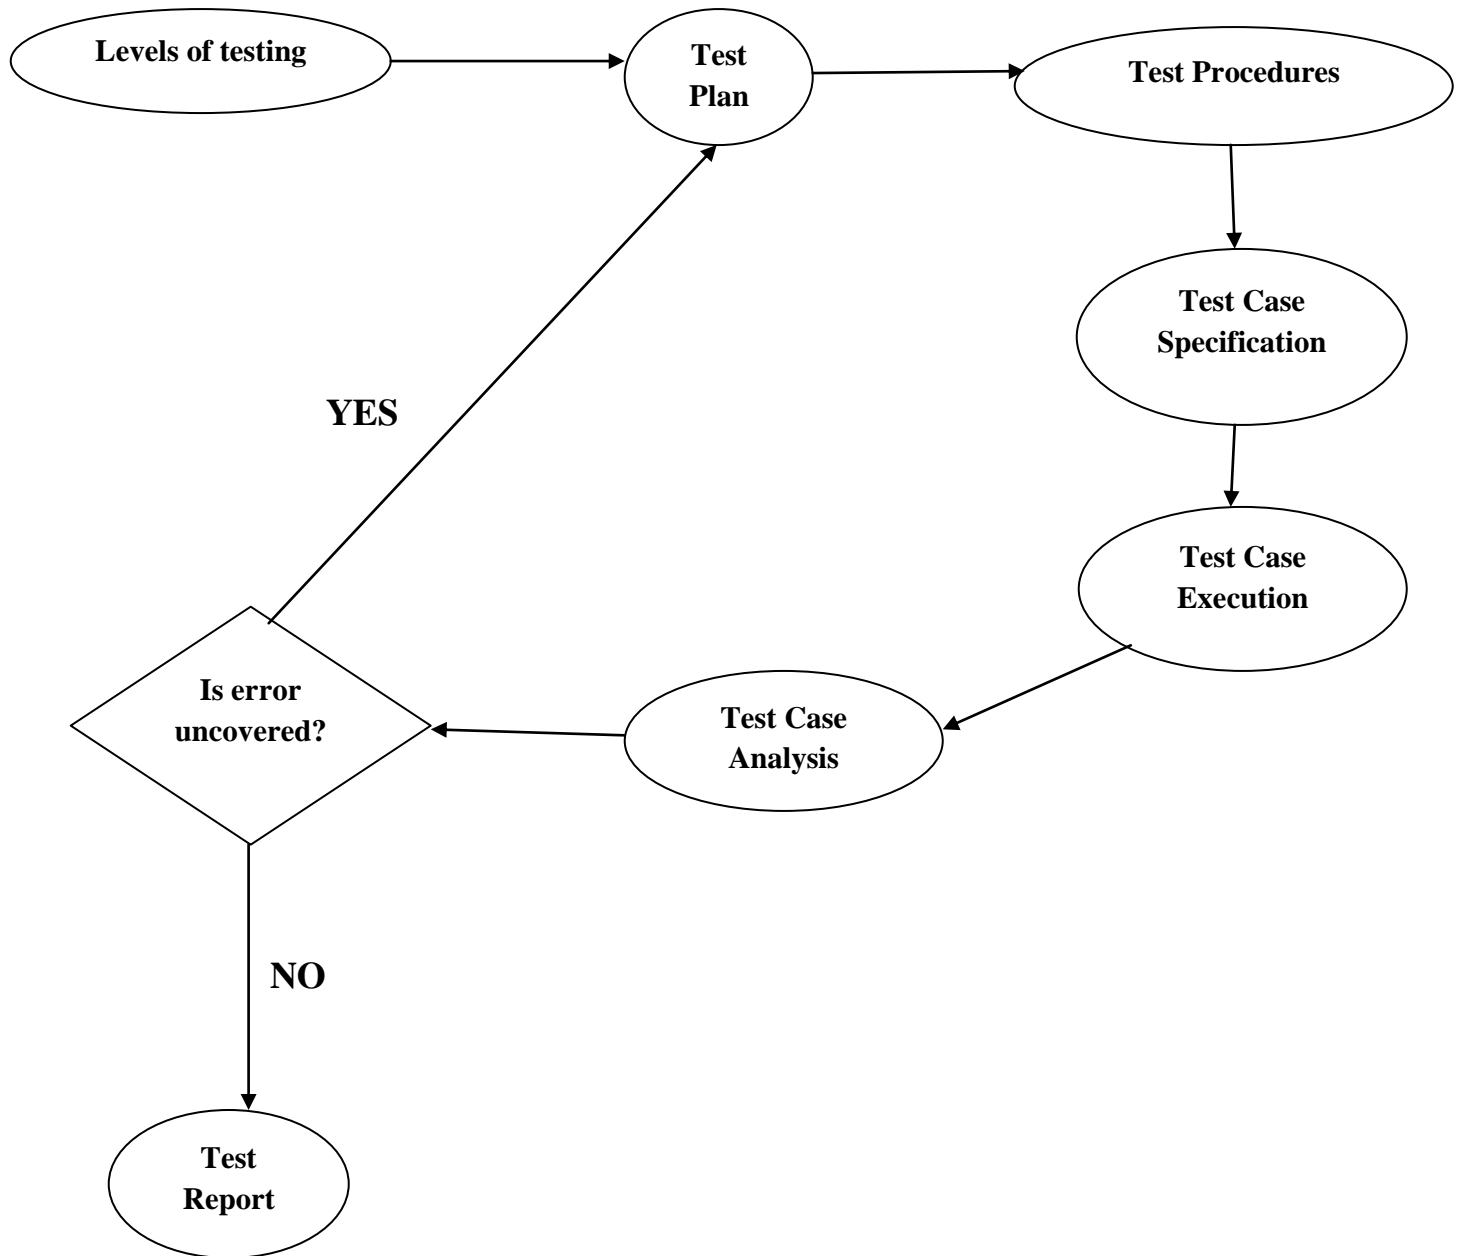 Levels of testing
Test
Plan
Test Procedures
Test Case
Specification
YES
Test Case
Execution
Is error
uncovered?
Test Case
Analysis
NO
Test
Report